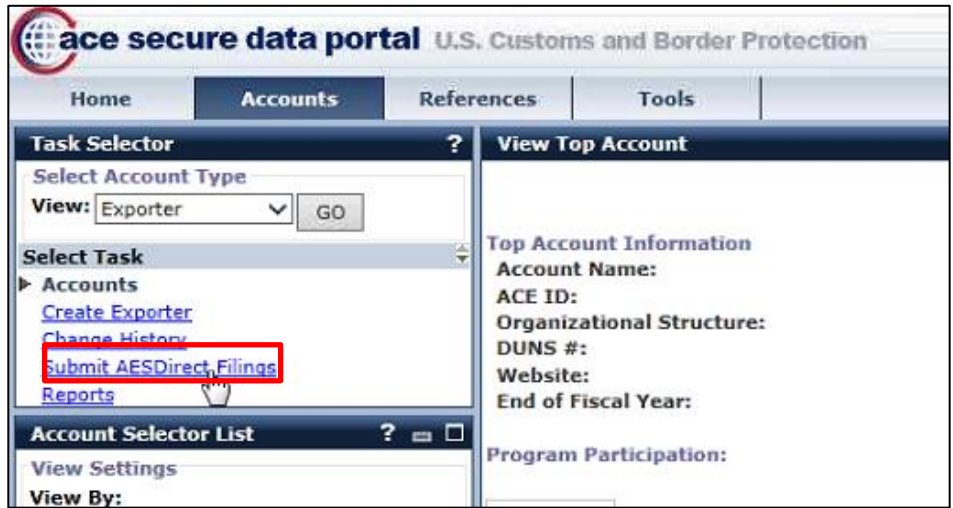 ace secure data portal U.S. Customs and Border Protection
Home Accounts References Tools
Task Selector ?
Select Account Type
View: Exporter GO
Select Task
Accounts
Create Exporter
Change History
Submit AESDirect Filings
Reports
Account Selector List ?
View Settings
View By:
View Top Account
Top Account Information
Account Name:
ACE ID:
Organizational Structure:
DUNS #:
Website:
End of Fiscal Year:
Program Participation: